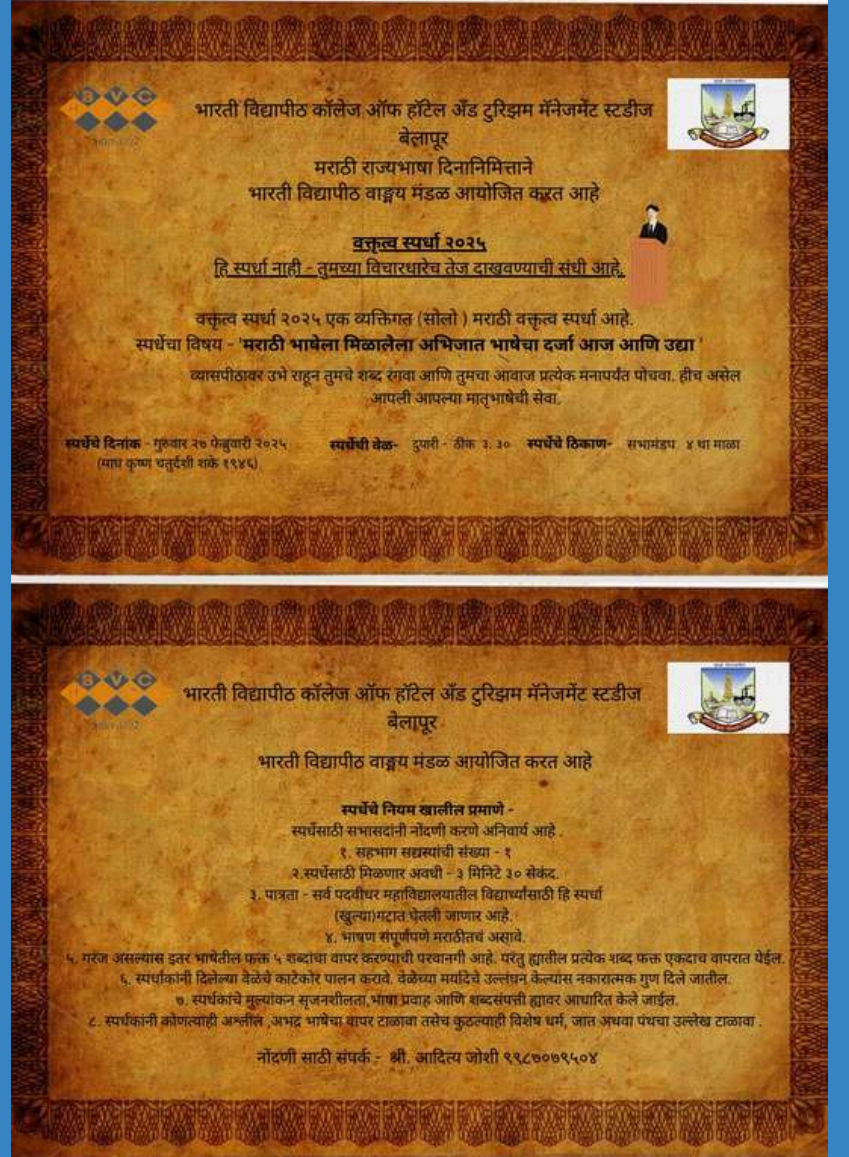 BVC
भारती विद्यापीठ कॉलेज ऑफ हॉटेल अँड टुरिझम मॅनेजमेंट स्टडीज
बेलापूर
मराठी राज्यभाषा दिनानिमित्ताने
भारती विद्यापीठ वाङ्मय मंडळ आयोजित करत आहे
वक्तृत्व स्पर्धा २०२५
हि स्पर्धा नाही - तुमच्या विचारधारेच तेज दाखवण्याची संधी आहे.
वक्तृत्व स्पर्धा २०२५ एक व्यक्तिगत (सोलो ) मराठी वक्तृत्व स्पर्धा आहे.
स्पर्धेचा विषय - 'मराठी भाषेला मिळालेला अभिजात भाषेचा दर्जा आज आणि उद्या '
व्यासपीठावर उभे राहून तुमचे शब्द रंगवा आणि तुमचा आवाज प्रत्येक मनापर्यंत पोचवा. हीच असेल
आपली आपल्या मातृभाषेची सेवा.
स्पर्धेचे दिनांक - गुरुवार २७ फेब्रुवारी २०२५ स्पर्धेची वेळ- दुपारी - ठीक ३. ३० स्पर्धेचे ठिकाण- सभामंडप ४ था माळा
(माघ कृष्ण चतुर्दशी शके १९४६)
BVC
भारती विद्यापीठ कॉलेज ऑफ हॉटेल अँड टुरिझम मॅनेजमेंट स्टडीज
बेलापूर
भारती विद्यापीठ वाङ्मय मंडळ आयोजित करत आहे
स्पर्धेचे नियम खालील प्रमाणे -
स्पर्धेसाठी सभासदांनी नोंदणी करणे अनिवार्य आहे .
१. सहभाग सद्यस्यांची संख्या - १
२.स्पर्धेसाठी मिळणार अवधी - ३ मिनिटे ३० सेकंद.
३. पात्रता - सर्व पदवीधर महाविद्यालयातील विद्यार्थ्यांसाठी हि स्पर्धा
(खुल्या)गटात घेतली जाणार आहे.
४. भाषण संपूर्णपणे मराठीतचं असावे.
५. गरज असल्यास इतर भाषेतील फक्त ५ शब्दांचा वापर करण्याची परवानगी आहे. परंतु ह्यातील प्रत्येक शब्द फक्त एकदाच वापरात येईल.
६. स्पर्धाकांनी दिलेल्या वेळेचे काटेकोर पालन करावे. वेळेच्या मर्यादेचे उल्लंघन केल्यास नकारात्मक गुण दिले जातील.
७. स्पर्धकांचे मुल्यांकन सृजनशीलता,भाषा प्रवाह आणि शब्दसंपत्ती ह्यावर आधारित केले जाईल.
८. स्पर्धकांनी कोणत्याही अश्लील ,अभद्र भाषेचा वापर टाळावा तसेच कुठल्याही विशेष धर्म, जात अथवा पंथचा उल्लेख टाळावा .
नोंदणी साठी संपर्क - श्री. आदित्य जोशी ९९८७०७९५०४